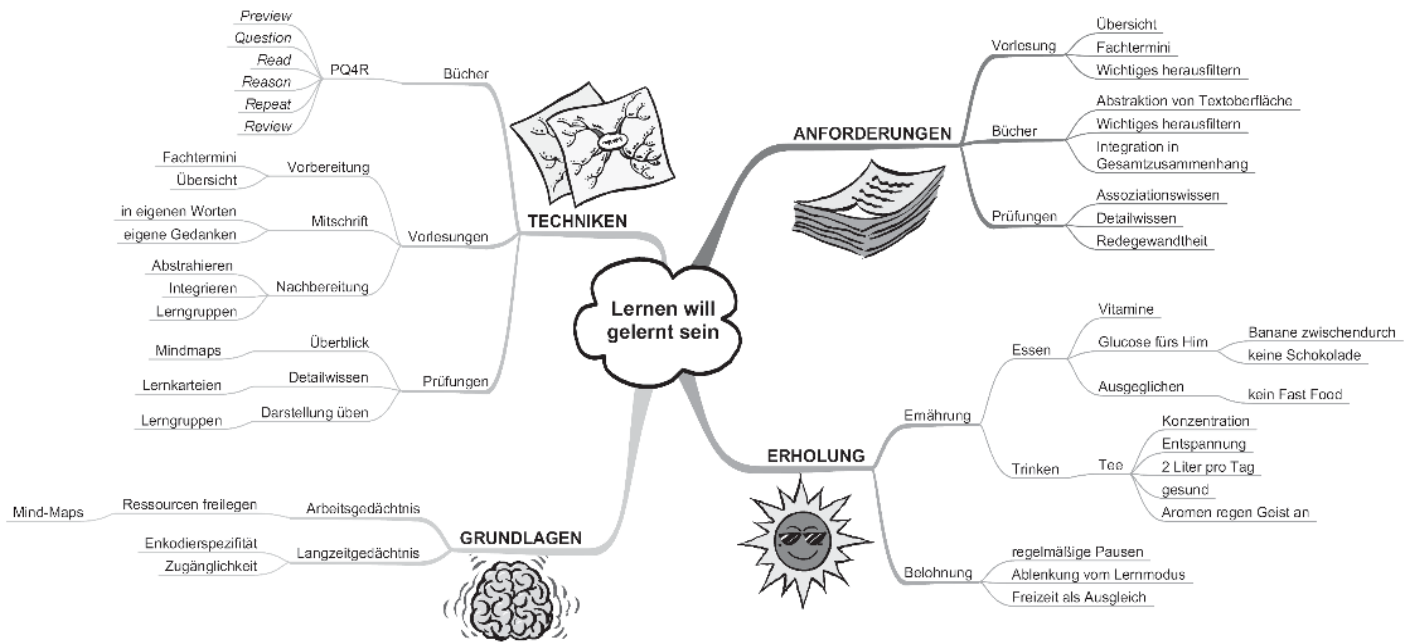 Lernen will
gelernt sein
TECHNIKEN
Bücher
PQ4R
Preview
Question
Read
Reason
Repeat
Review
Vorlesungen
Vorbereitung
Fachtermini
Übersicht
Mitschrift
in eigenen Worten
eigene Gedanken
Nachbereitung
Abstrahieren
Integrieren
Lerngruppen
Prüfungen
Überblick
Mindmaps
Detailwissen
Lernkarteien
Darstellung üben
Lerngruppen
GRUNDLAGEN
Arbeitsgedächtnis
Ressourcen freilegen
Mind-Maps
Langzeitgedächtnis
Enkodierspezifität
Zugänglichkeit
ANFORDERUNGEN
Vorlesung
Übersicht
Fachtermini
Wichtiges herausfiltern
Bücher
Abstraktion von Textoberfläche
Wichtiges herausfiltern
Integration in
Gesamtzusammenhang
Prüfungen
Assoziationswissen
Detailwissen
Redegewandtheit
ERHOLUNG
Ernährung
Essen
Vitamine
Glucose fürs Hirn
Banane zwischendurch
keine Schokolade
Ausgeglichen
kein Fast Food
Trinken
Tee
Konzentration
Entspannung
2 Liter pro Tag
gesund
Aromen regen Geist an
Belohnung
regelmäßige Pausen
Ablenkung vom Lernmodus
Freizeit als Ausgleich